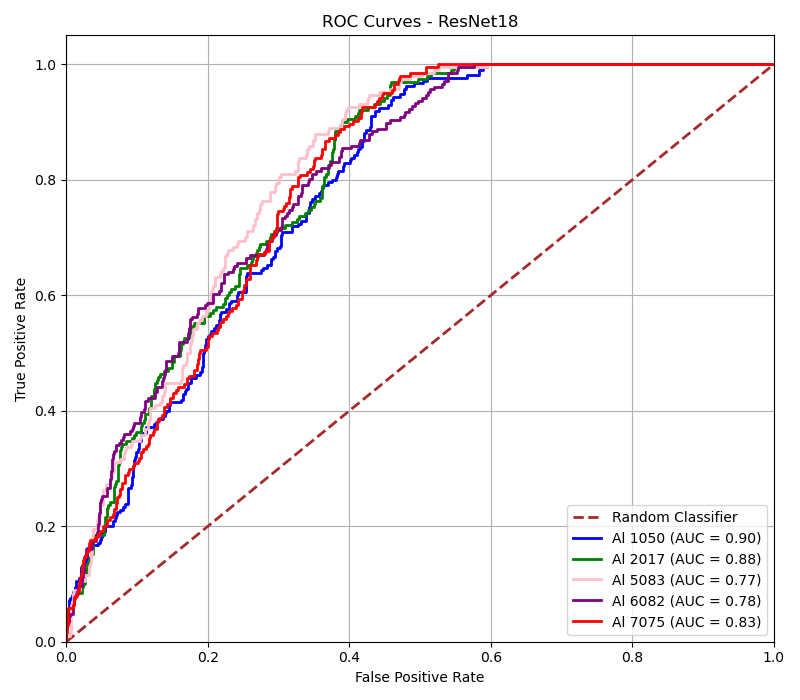 ROC Curves - ResNet18
True Positive Rate
1.0
0.8
0.6
0.4
0.2
0.0
0.0 0.2 0.4 0.6 0.8 1.0
False Positive Rate
Random Classifier
Al 1050 (AUC = 0.90)
Al 2017 (AUC = 0.88)
Al 5083 (AUC = 0.77)
Al 6082 (AUC = 0.78)
Al 7075 (AUC = 0.83)